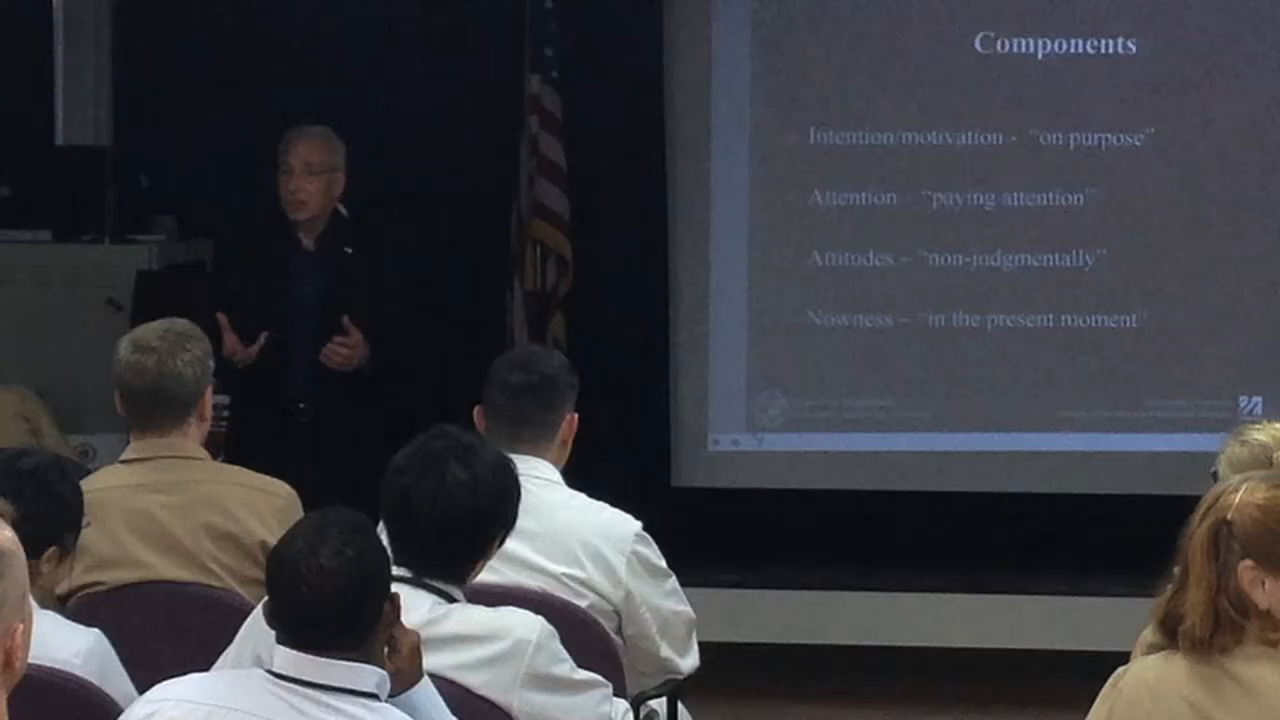 Components
Intention/motivation - “on purpose”
Attention – “paying attention”
Attitudes – “non-judgmentally”
Nowness – “in the present moment”